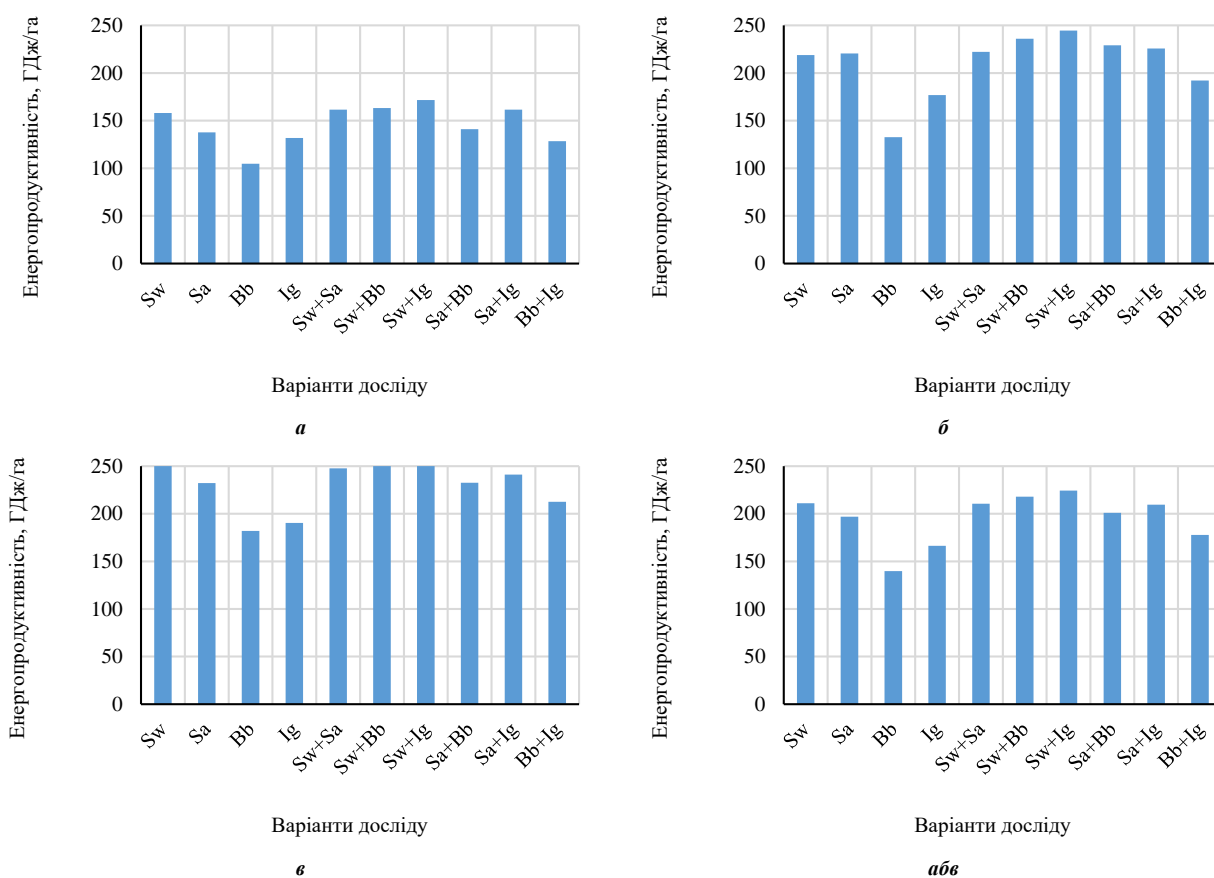 Енергопродуктивність, ГДж/га
250
200
150
100
50
0
Sw
Sa
Bb
Ig
Sw+Sa
Sw+Bb
Sw+Ig
Sa+Bb
Sa+Ig
Bb+Ig
Варіанти досліду
а
Енергопродуктивність, ГДж/га
250
200
150
100
50
0
Sw
Sa
Bb
Ig
Sw+Sa
Sw+Bb
Sw+Ig
Sa+Bb
Sa+Ig
Bb+Ig
Варіанти досліду
б
Енергопродуктивність, ГДж/га
250
200
150
100
50
0
Sw
Sa
Bb
Ig
Sw+Sa
Sw+Bb
Sw+Ig
Sa+Bb
Sa+Ig
Bb+Ig
Варіанти досліду
в
Енергопродуктивність, ГДж/га
250
200
150
100
50
0
Sw
Sa
Bb
Ig
Sw+Sa
Sw+Bb
Sw+Ig
Sa+Bb
Sa+Ig
Bb+Ig
Варіанти досліду
абв